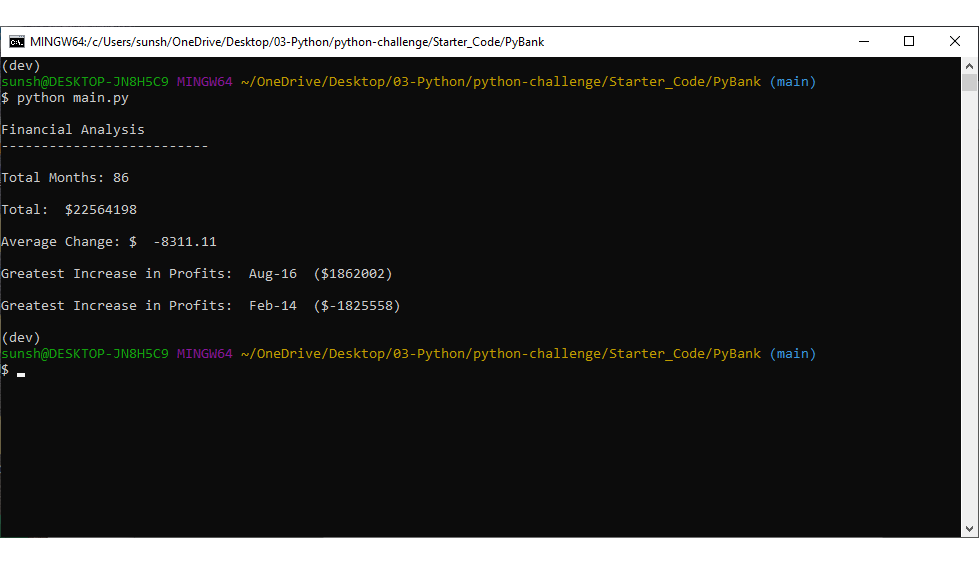 MINGW64:/c/Users/sunsh/OneDrive/Desktop/03-Python/python-challenge/Starter_Code/PyBank
(dev)
sunsh@DESKTOP-JN8H5C9 MINGW64 ~/OneDrive/Desktop/03-Python/python-challenge/Starter_Code/PyBank (main)
$ python main.py
Financial Analysis
--------------------------
Total Months: 86
Total:  $22564198
Average Change: $  -8311.11
Greatest Increase in Profits:  Aug-16  ($1862002)
Greatest Increase in Profits:  Feb-14  ($-1825558)
(dev)
sunsh@DESKTOP-JN8H5C9 MINGW64 ~/OneDrive/Desktop/03-Python/python-challenge/Starter_Code/PyBank (main)
$